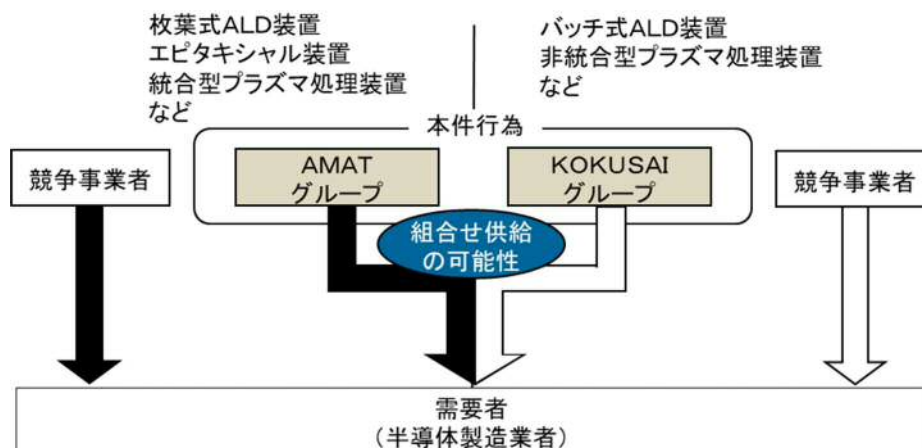 枚葉式ALD装置
エピタキシャル装置
統合型プラズマ処理装置
など
バッチ式ALD装置
非統合型プラズマ処理装置
など
本件行為
競争事業者
AMAT
グループ
KOKUSAI
グループ
競争事業者
組合せ供給
の可能性
需要者
（半導体製造業者）